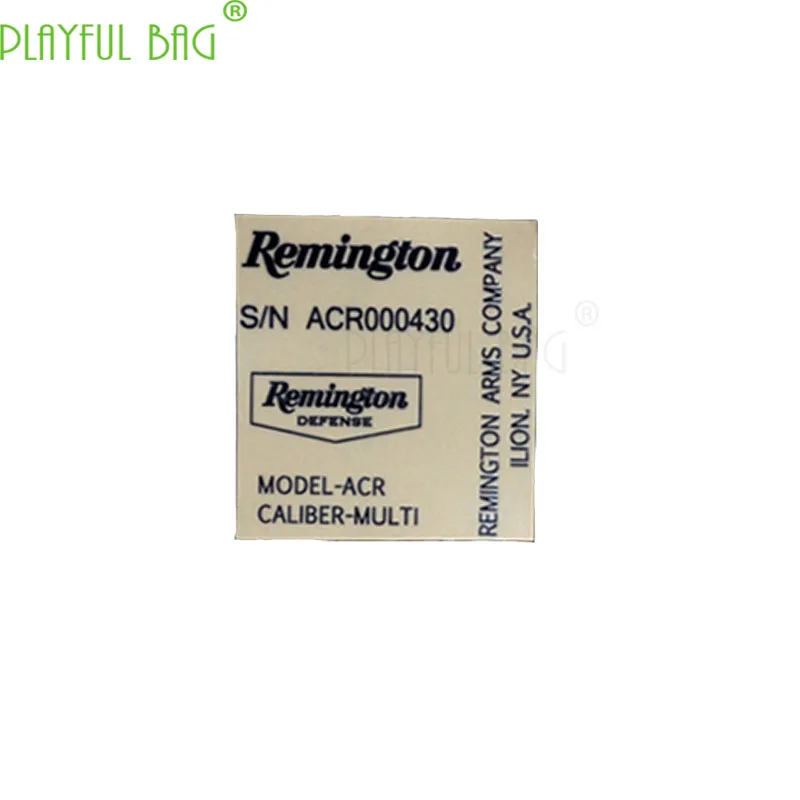 PLAYFUL BAG®
Remington
S/N ACR000430
PLAYFUL BAG®
Remington
DEFENSE
MODEL-ACR
CALIBER-MULTI
REMINGTON ARMS COMPANY
ILION. NY U.S.A.